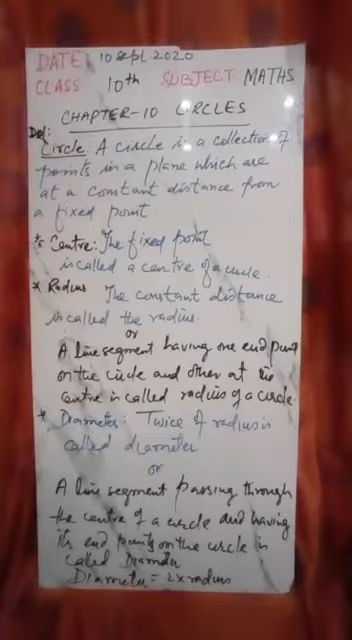 DATE: 10 sept 2020
CLASS 10th SUBJECT MATHS
CHAPTER-10 CIRCLES
Def:
Circle. A circle is a collection of
points in a plane which are
at a constant distance from
a fixed point.
* Centre: The fixed point
is called a centre of a circle.
* Radius The constant distance
is called the radius.
or
A line segment having one end point
on the circle and other at the
centre is called radius of a circle.
* Diameter: Twice of radius is
called diameter
or
A line segment passing through
the centre of a circle and having
its end points on the circle is
called Diameter
Diameter = 2 x radius